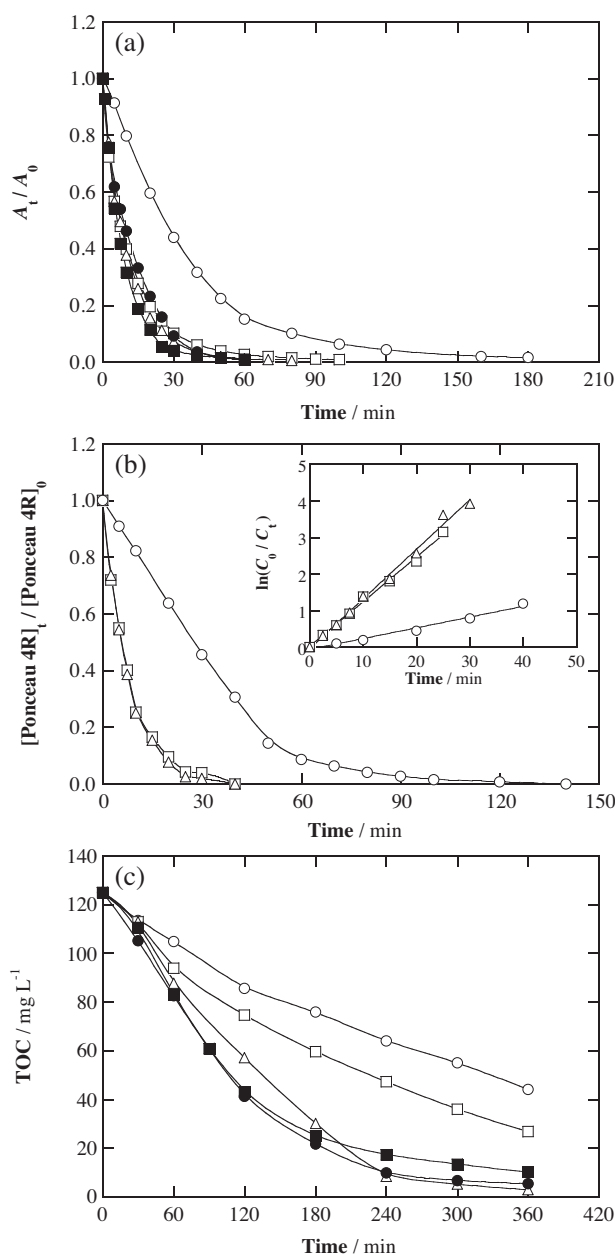 (a)
1.2
1.0
0.8
0.6
0.4
0.2
0.0
A_t / A_0
0 30 60 90 120 150 180 210
Time / min
(b)
1.2
1.0
0.8
0.6
0.4
0.2
0.0
[Ponceau 4R]_t / [Ponceau 4R]_0
0 30 60 90 120 150
Time / min
5
4
3
2
1
0
ln(C_0 / C_t)
0 10 20 30 40 50
Time / min
(c)
140
120
100
80
60
40
20
0
TOC / mg L^-1
0 60 120 180 240 300 360 420
Time / min